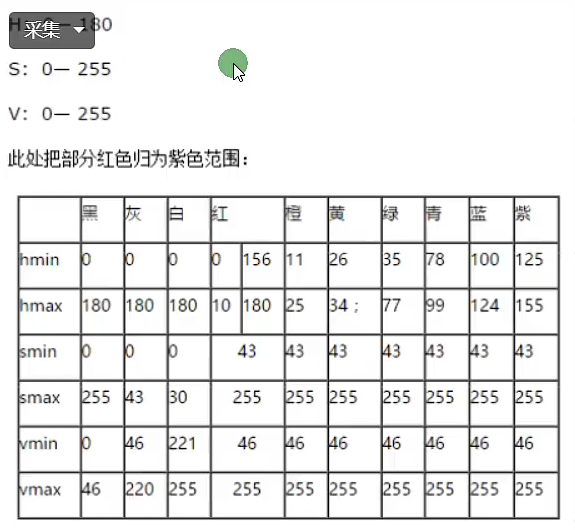 采集
H: 0— 180
S: 0— 255
V: 0— 255
此处把部分红色归为紫色范围：
黑 灰 白 红 橙 黄 绿 青 蓝 紫
hmin 0 0 0 0 156 11 26 35 78 100 125
hmax 180 180 180 10 180 25 34； 77 99 124 155
smin 0 0 0 43 43 43 43 43 43 43
smax 255 43 30 255 255 255 255 255 255 255
vmin 0 46 221 46 46 46 46 46 46 46
vmax 46 220 255 255 255 255 255 255 255 255